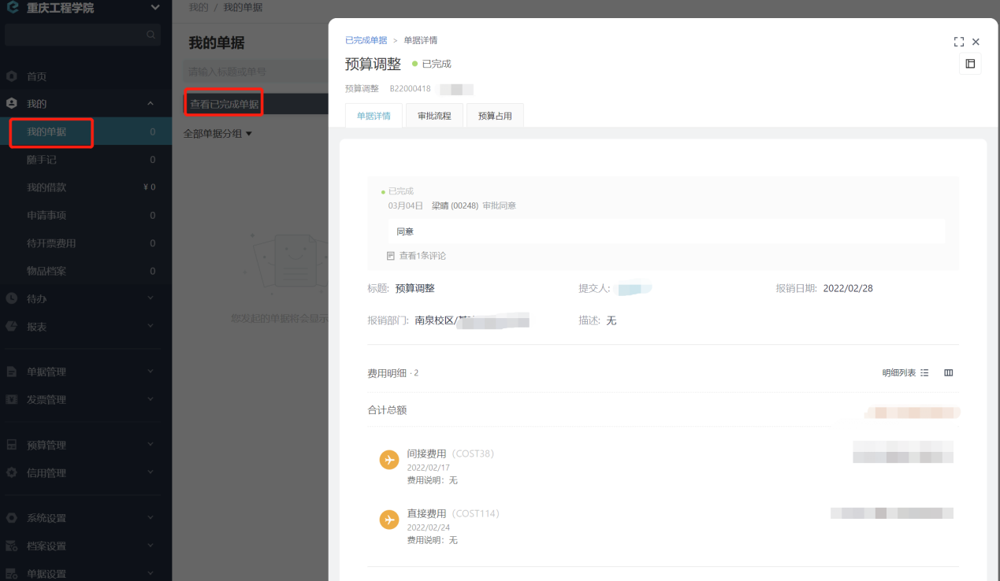 重庆工程学院
首页
我的
我的单据 0
随手记 0
我的借款 ¥ 0
申请事项 0
待开票费用 0
物品档案 0
待办
报表
单据管理
发票管理
预算管理
信用管理
系统设置
档案设置
单据设置
我的 / 我的单据
我的单据
请输入标题或单号
查看已完成单据
全部单据分组
您发起的单据将会显示
已完成单据 > 单据详情
预算调整 已完成
预算调整 B22000418
单据详情 审批流程 预算占用
已完成
03月04日 梁晴 (00248) 审批同意
同意
查看1条评论
标题: 预算调整 提交人: 报销日期: 2022/02/28
报销部门: 南泉校区/ 描述: 无
费用明细 · 2 明细列表
合计总额
间接费用 (COST38)
2022/02/17
费用说明: 无
直接费用 (COST114)
2022/02/24
费用说明: 无